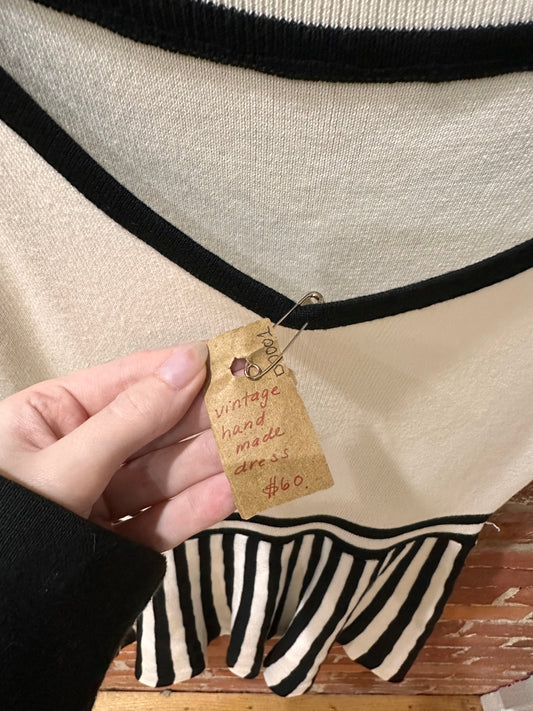 vintage
hand
made
dress
$60.